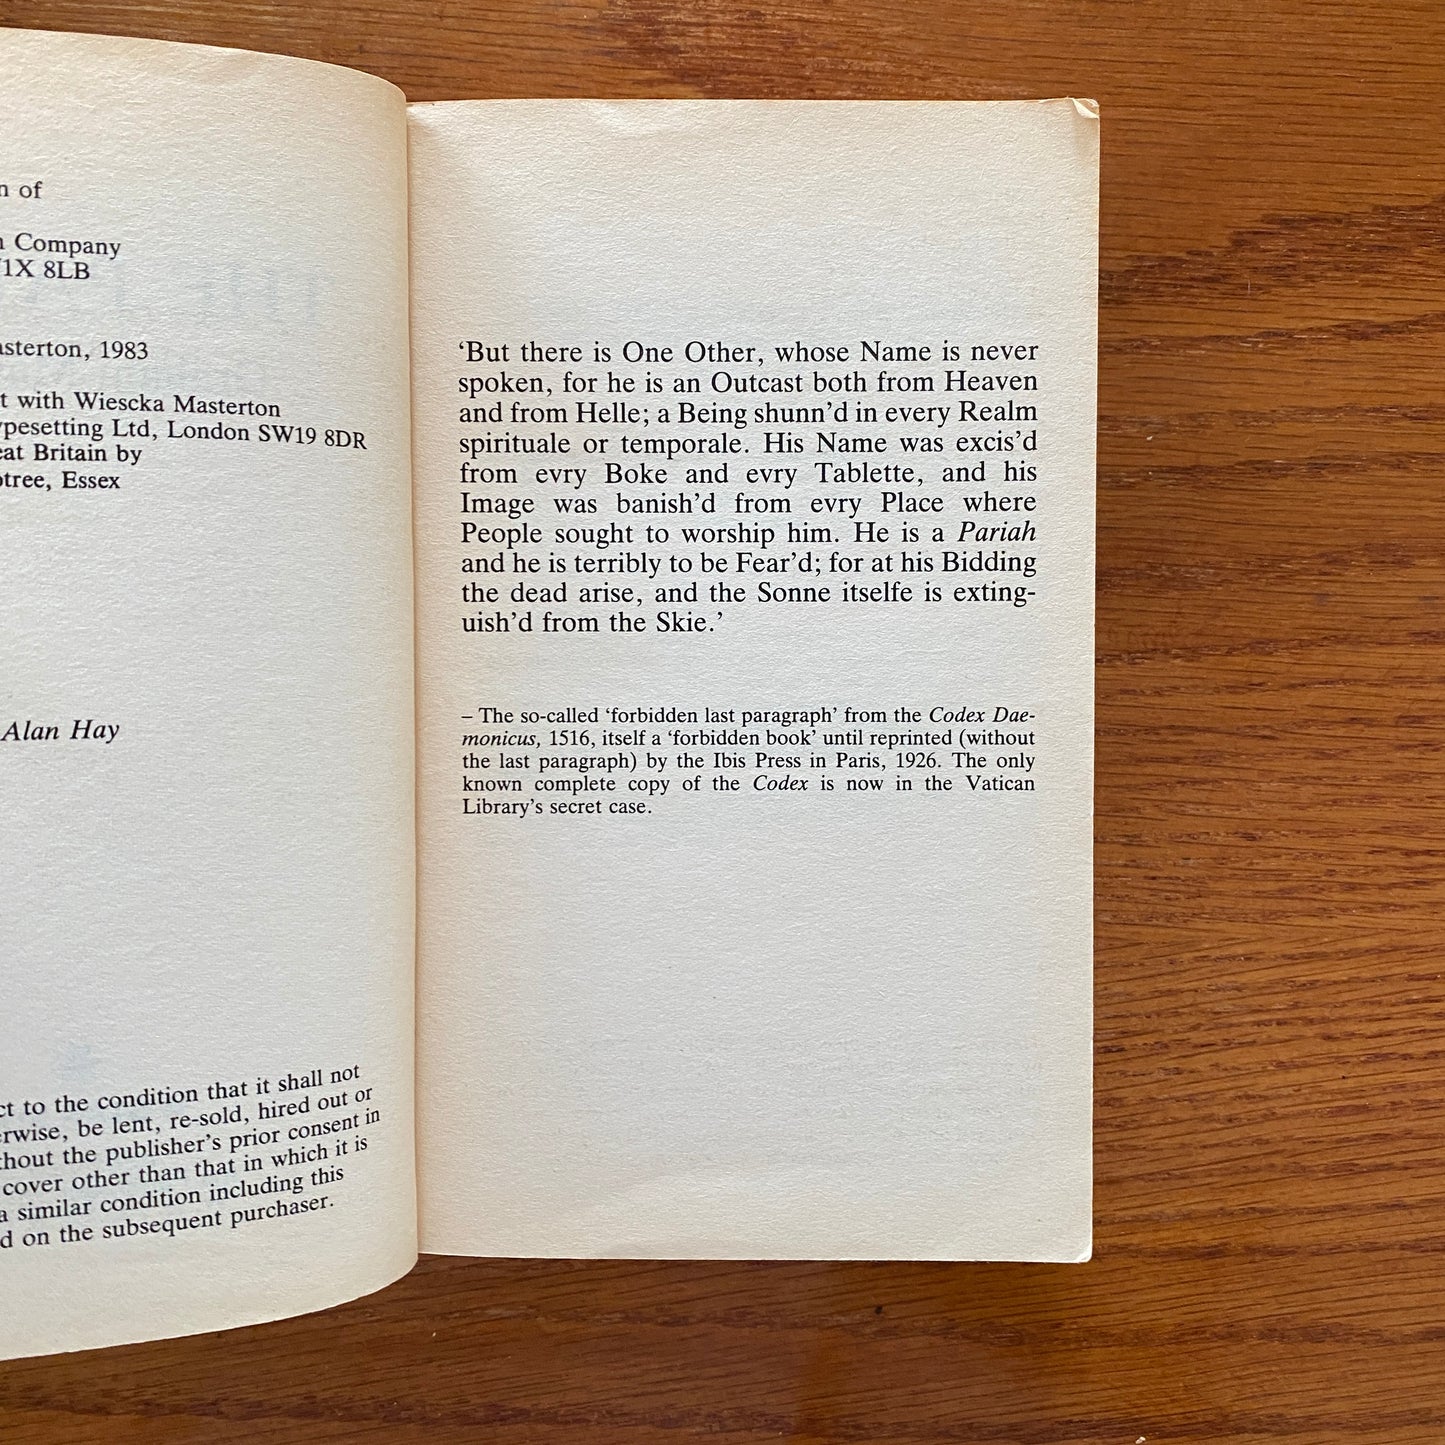 of
Company
8LB
1983
with Wiescka Masterton
Ltd, London SW19 8DR
Britain by
Essex
Alan Hay
to the condition that it shall not
be lent, re-sold, hired out or
the publisher's prior consent in
cover other than that in which it is
a similar condition including this
on the subsequent purchaser.
‘But there is One Other, whose Name is never
spoken, for he is an Outcast both from Heaven
and from Helle; a Being shunn’d in every Realm
spirituale or temporale. His Name was excis’d
from evry Boke and evry Tablette, and his
Image was banish’d from evry Place where
People sought to worship him. He is a Pariah
and he is terribly to be Fear’d; for at his Bidding
the dead arise, and the Sonne itselfe is exting-
uish’d from the Skie.’
– The so-called ‘forbidden last paragraph’ from the Codex Dae-
monicus, 1516, itself a ‘forbidden book’ until reprinted (without
the last paragraph) by the Ibis Press in Paris, 1926. The only
known complete copy of the Codex is now in the Vatican
Library’s secret case.